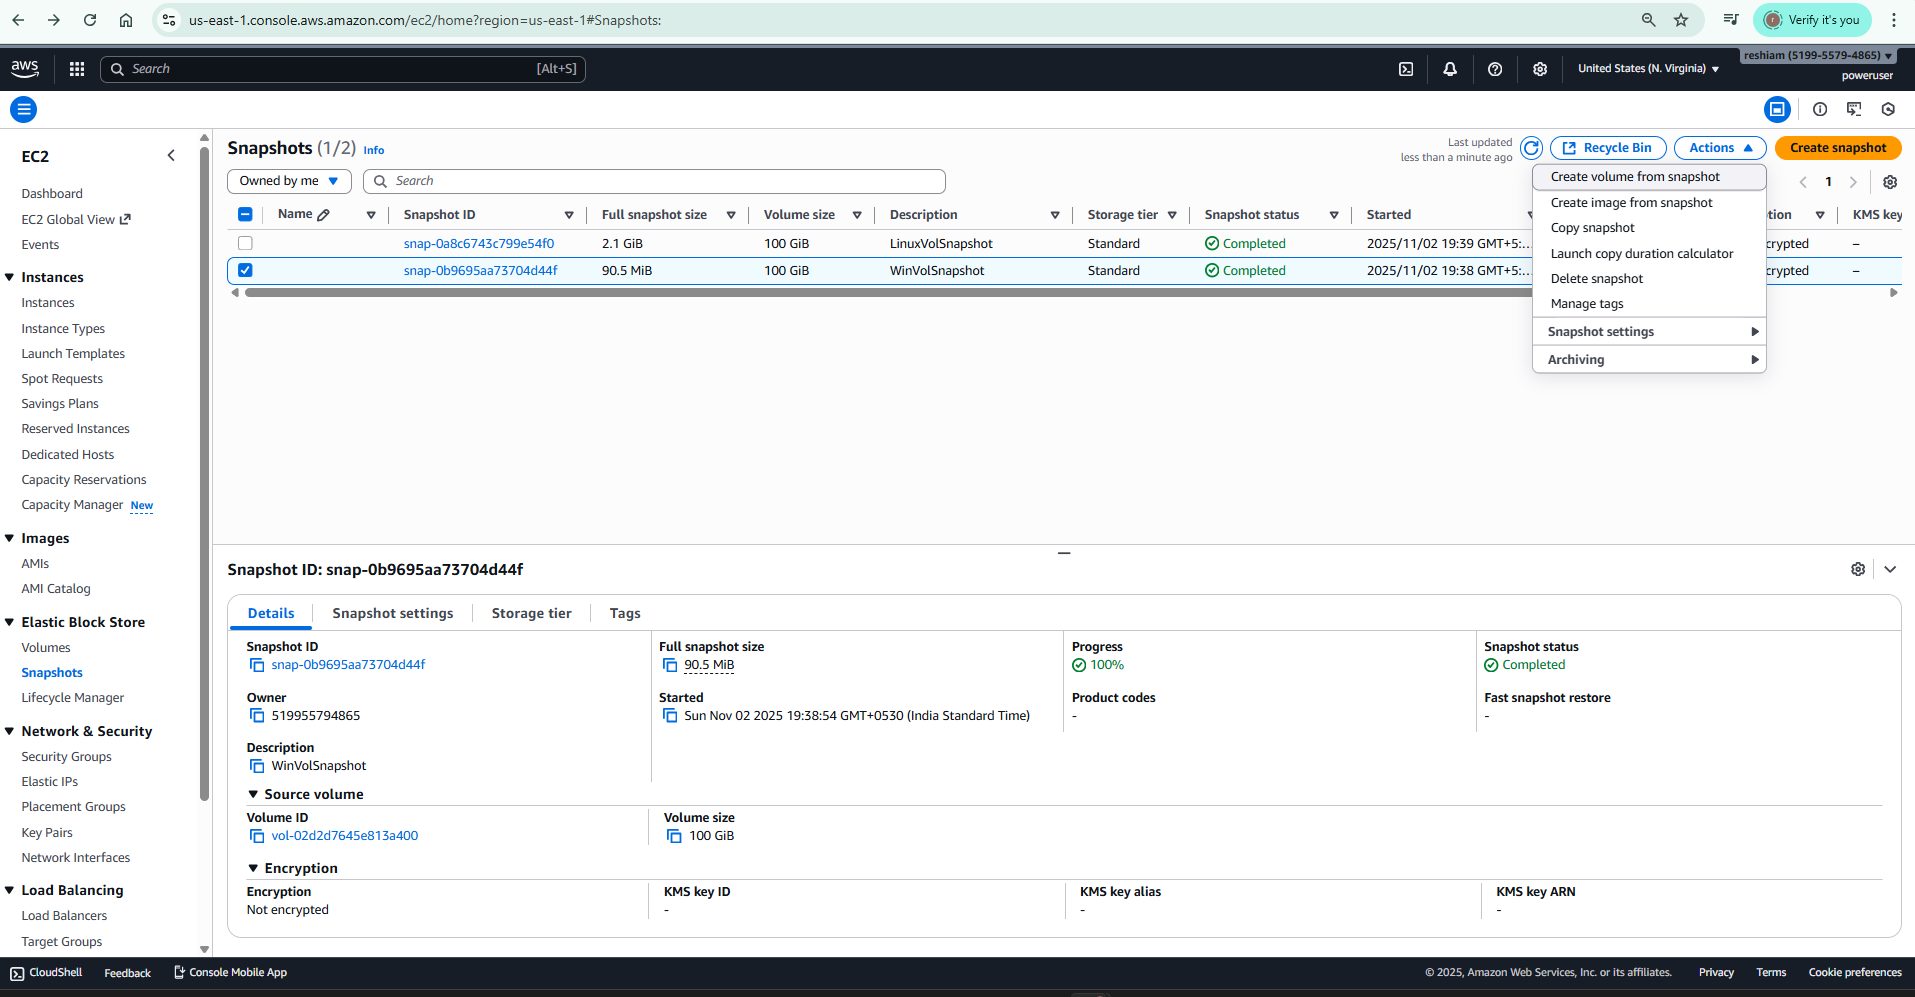 us-east-1.console.aws.amazon.com/ec2/home?region=us-east-1#Snapshots:
Verify it's you
aws
Search
[Alt+S]
United States (N. Virginia)
reshiam (5199-5579-4865)
poweruser
EC2
Dashboard
EC2 Global View
Events
Instances
Instances
Instance Types
Launch Templates
Spot Requests
Savings Plans
Reserved Instances
Dedicated Hosts
Capacity Reservations
Capacity Manager New
Images
AMIs
AMI Catalog
Elastic Block Store
Volumes
Snapshots
Lifecycle Manager
Network & Security
Security Groups
Elastic IPs
Placement Groups
Key Pairs
Network Interfaces
Load Balancing
Load Balancers
Target Groups
Snapshots (1/2) Info
Last updated
less than a minute ago
Recycle Bin
Actions
Create snapshot
Owned by me
Search
1
Create volume from snapshot
Create image from snapshot
Copy snapshot
Launch copy duration calculator
Delete snapshot
Manage tags
Snapshot settings
Archiving
Name Snapshot ID Full snapshot size Volume size Description Storage tier Snapshot status Started tion KMS key
snap-0a8c6743c799e54f0 2.1 GiB 100 GiB LinuxVolSnapshot Standard Completed 2025/11/02 19:39 GMT+5:... crypted –
snap-0b9695aa73704d44f 90.5 MiB 100 GiB WinVolSnapshot Standard Completed 2025/11/02 19:38 GMT+5:... crypted –
Snapshot ID: snap-0b9695aa73704d44f
Details Snapshot settings Storage tier Tags
Snapshot ID
snap-0b9695aa73704d44f
Full snapshot size
90.5 MiB
Progress
100%
Snapshot status
Completed
Owner
519955794865
Started
Sun Nov 02 2025 19:38:54 GMT+0530 (India Standard Time)
Product codes
-
Fast snapshot restore
-
Description
WinVolSnapshot
Source volume
Volume ID
vol-02d2d7645e813a400
Volume size
100 GiB
Encryption
Encryption
Not encrypted
KMS key ID
-
KMS key alias
-
KMS key ARN
-
CloudShell Feedback Console Mobile App
© 2025, Amazon Web Services, Inc. or its affiliates. Privacy Terms Cookie preferences